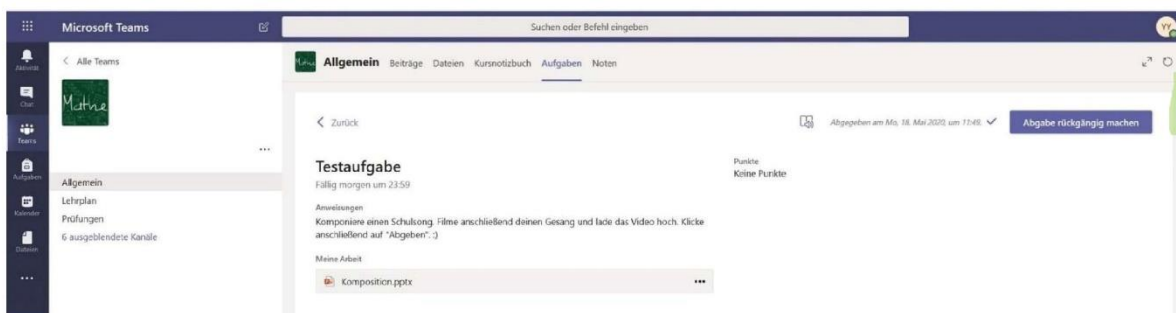 Microsoft Teams
Suchen oder Befehl eingeben
YY
Aktivität
Chat
Teams
Aufgaben
Kalender
Dateien
Alle Teams
Mathe
Allgemein
Lehrplan
Prüfungen
6 ausgeblendete Kanäle
Mathe Allgemein Beiträge Dateien Kursnotizbuch Aufgaben Noten
Zurück
Abgegeben am Mo, 18. Mai 2020, um 11:48.
Abgabe rückgängig machen
Testaufgabe
Fällig morgen um 23:59
Punkte
Keine Punkte
Anweisungen
Komponiere einen Schulsong. Filme anschließend deinen Gesang und lade das Video hoch. Klicke
anschließend auf "Abgeben". :)
Meine Arbeit
Komposition.pptx